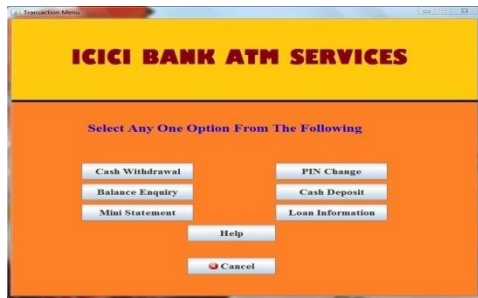 Transaction Menu
ICICI BANK ATM SERVICES
Select Any One Option From The Following
Cash Withdrawal
PIN Change
Balance Enquiry
Cash Deposit
Mini Statement
Loan Information
Help
Cancel